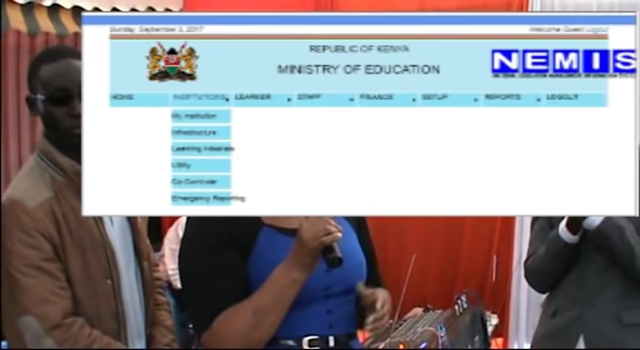 Sunday, September 3, 2017
Welcome Guest Logout
REPUBLIC OF KENYA
MINISTRY OF EDUCATION
NEMIS
HOME INSTITUTIONS LEARNER STAFF FINANCE SETUP REPORTS LOGOUT
My Institution
Infrastructure
Learning Materials
Utility
Co Curricular
Emergency Reporting